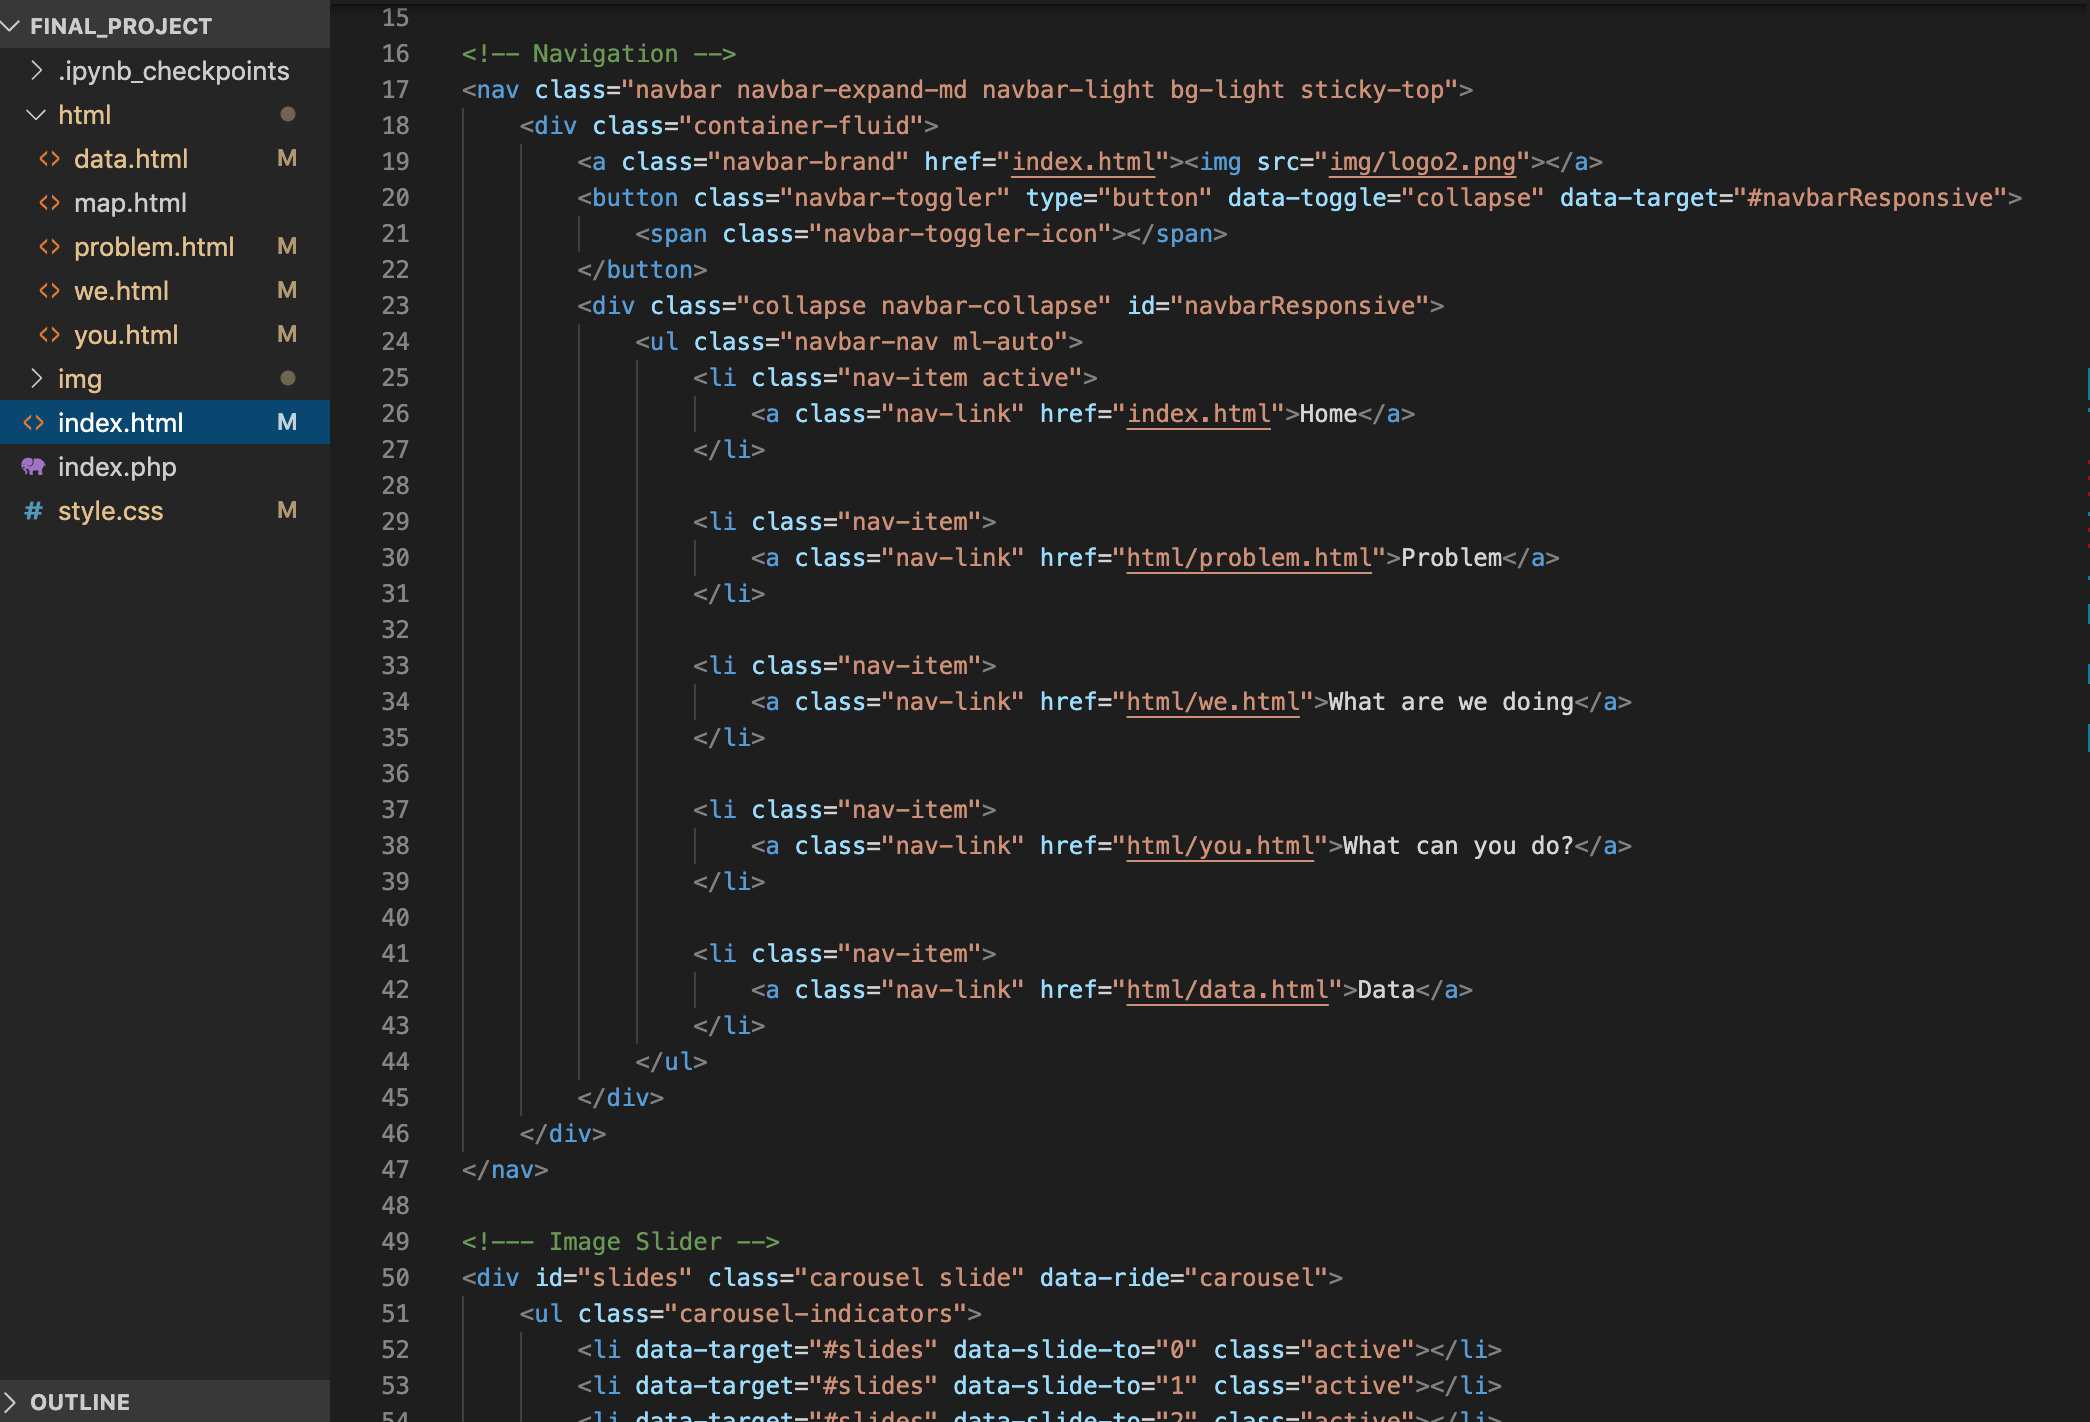 FINAL_PROJECT
.ipynb_checkpoints
html
data.html M
map.html
problem.html M
we.html M
you.html M
img
index.html M
index.php
# style.css M
OUTLINE
15
16 <!-- Navigation -->
17 <nav class="navbar navbar-expand-md navbar-light bg-light sticky-top">
18 <div class="container-fluid">
19 <a class="navbar-brand" href="index.html"><img src="img/logo2.png"></a>
20 <button class="navbar-toggler" type="button" data-toggle="collapse" data-target="#navbarResponsive">
21 <span class="navbar-toggler-icon"></span>
22 </button>
23 <div class="collapse navbar-collapse" id="navbarResponsive">
24 <ul class="navbar-nav ml-auto">
25 <li class="nav-item active">
26 <a class="nav-link" href="index.html">Home</a>
27 </li>
28
29 <li class="nav-item">
30 <a class="nav-link" href="html/problem.html">Problem</a>
31 </li>
32
33 <li class="nav-item">
34 <a class="nav-link" href="html/we.html">What are we doing</a>
35 </li>
36
37 <li class="nav-item">
38 <a class="nav-link" href="html/you.html">What can you do?</a>
39 </li>
40
41 <li class="nav-item">
42 <a class="nav-link" href="html/data.html">Data</a>
43 </li>
44 </ul>
45 </div>
46 </div>
47 </nav>
48
49 <!--- Image Slider -->
50 <div id="slides" class="carousel slide" data-ride="carousel">
51 <ul class="carousel-indicators">
52 <li data-target="#slides" data-slide-to="0" class="active"></li>
53 <li data-target="#slides" data-slide-to="1" class="active"></li>
54 <li data-target="#slides" data-slide-to="2" class="active"></li>